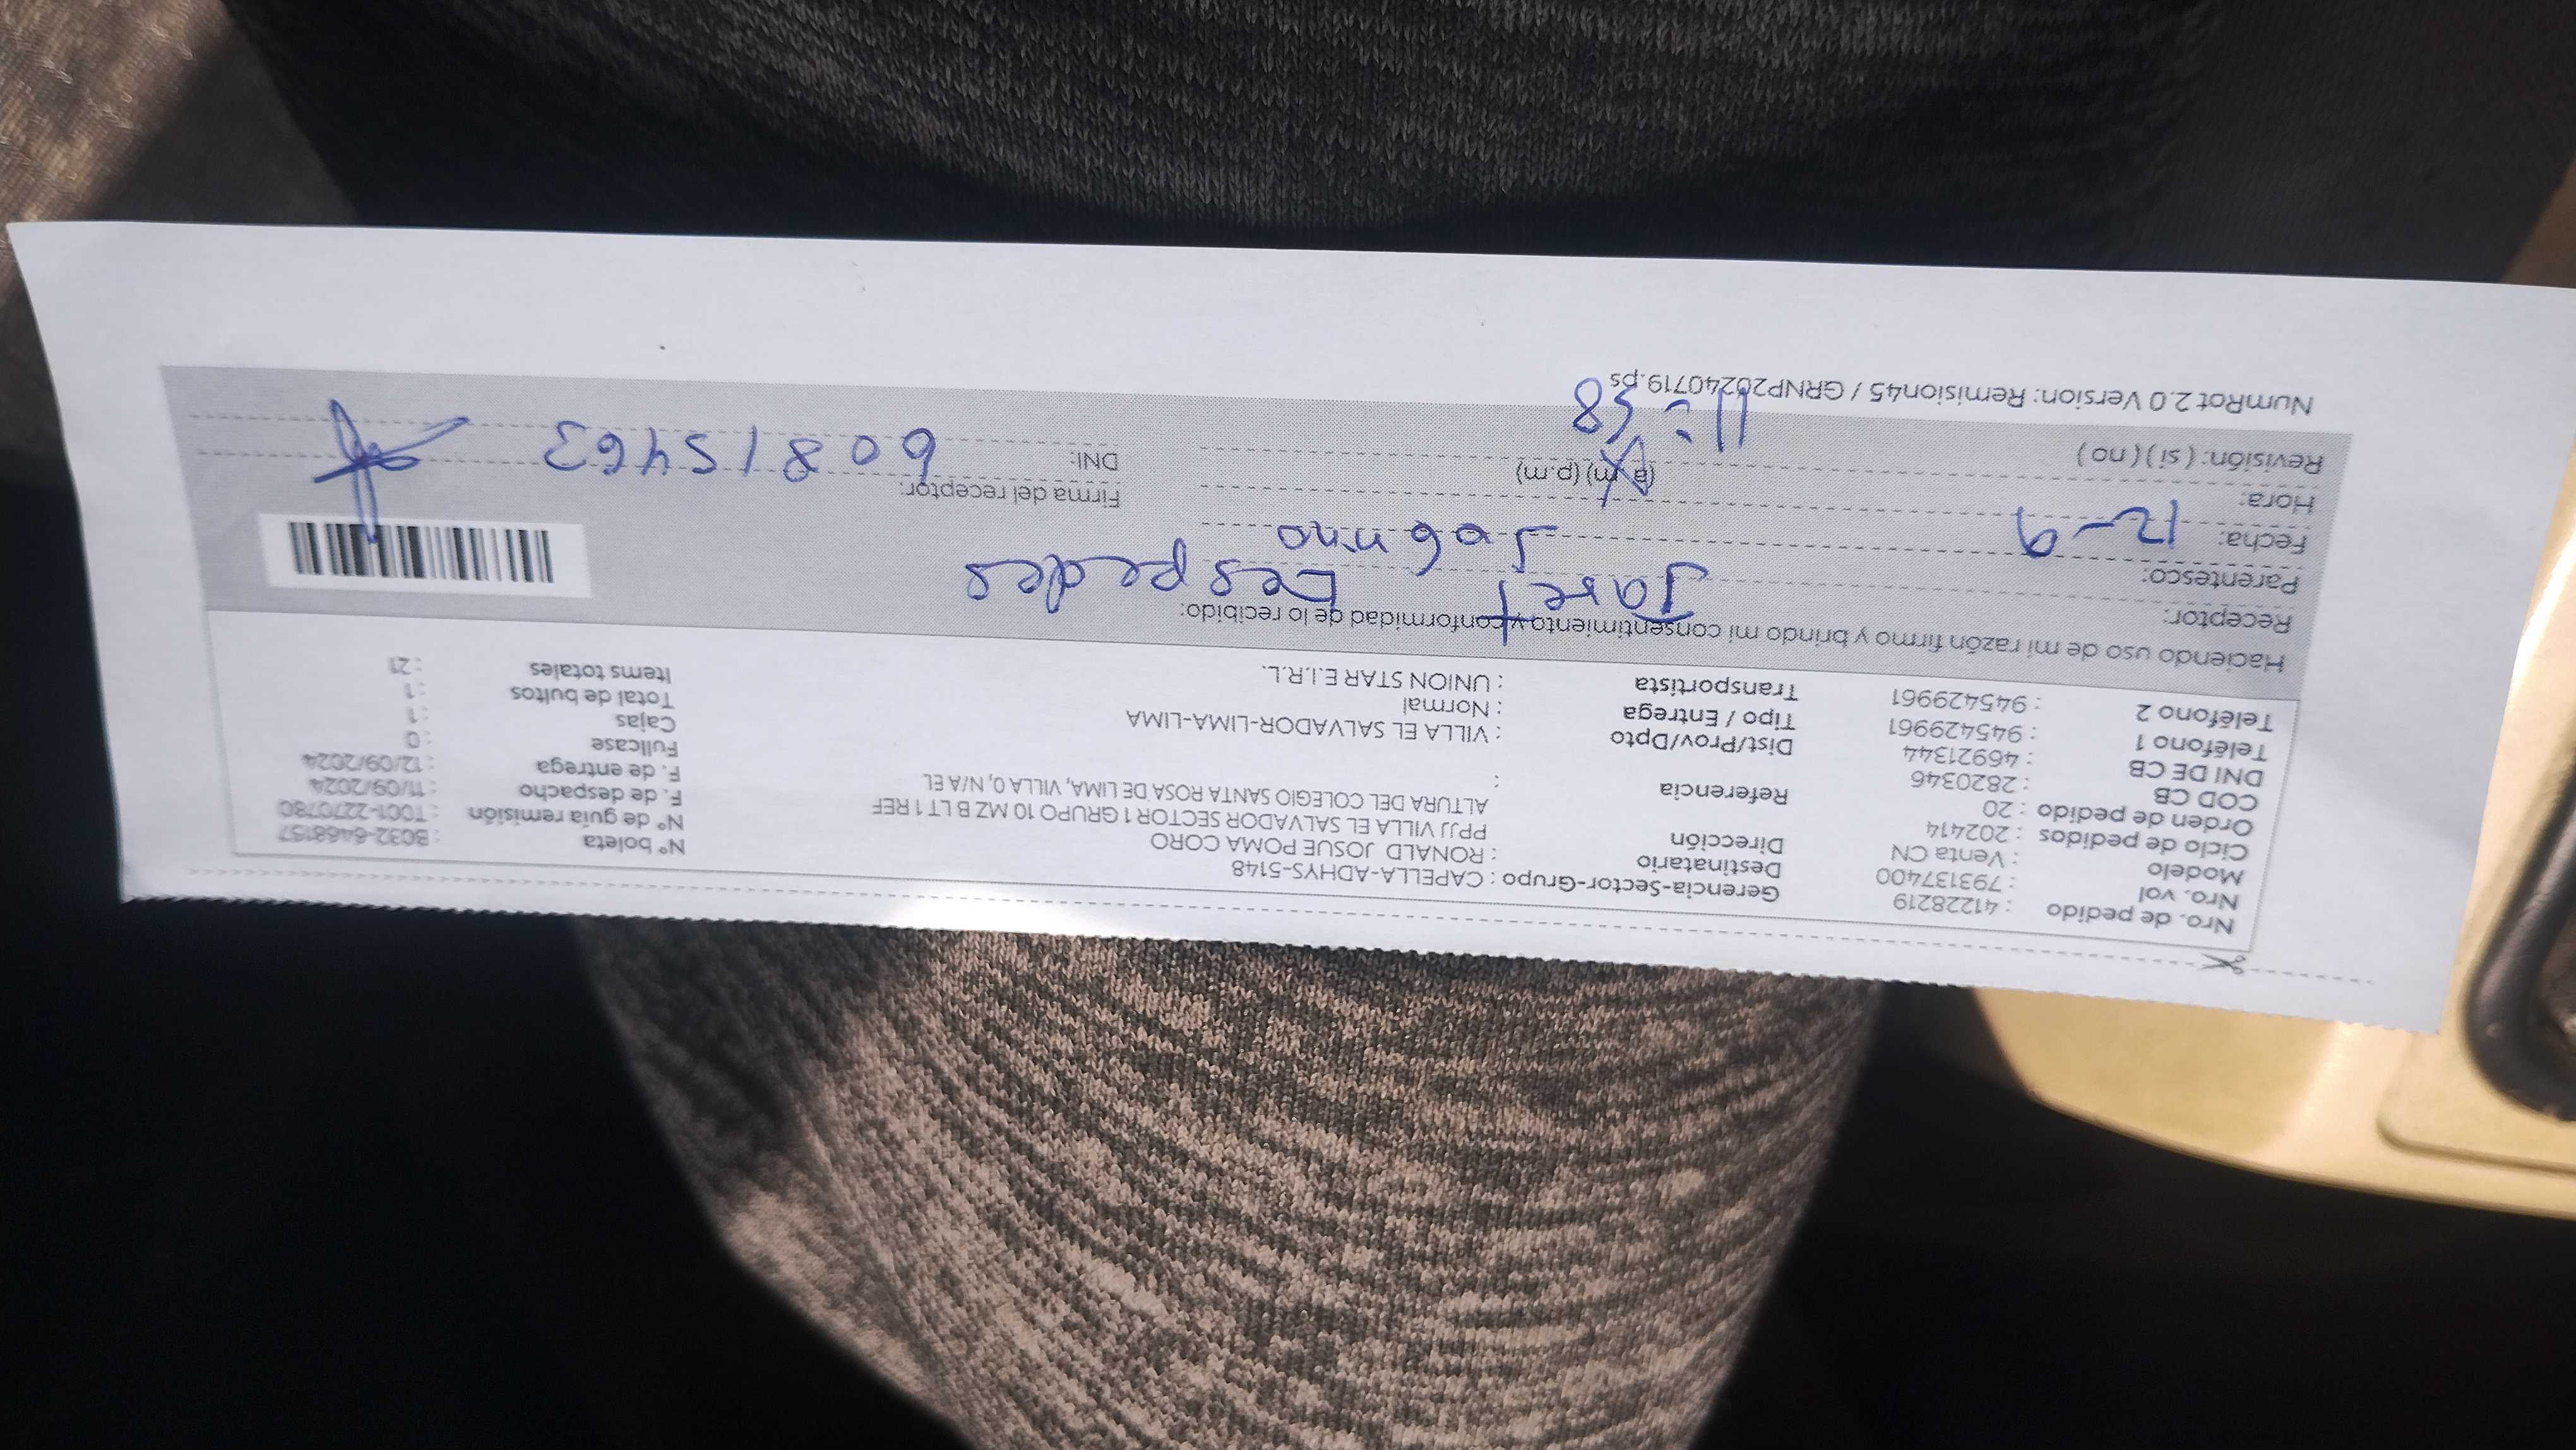 Nro. de pedido : 41228219 Gerencia-Sector-Grupo : CAPELLA-ADHYS-5148 N° boleta : B032-6468157
Nro. vol : 793137400 Destinatario : RONALD JOSUE POMA CORO N° de guía remisión : T001-2270780
Modelo : Venta CN Dirección PPJJ VILLA EL SALVADOR SECTOR 1 GRUPO 10 MZ B LT 1 REF F. de despacho : 11/09/2024
Ciclo de pedidos : 202414 ALTURA DEL COLEGIO SANTA ROSA DE LIMA, VILLA 0, N/A EL F. de entrega : 12/09/2024
Orden de pedido : 20 Referencia : Fullcase : 0
COD CB : 2820346 Dist/Prov/Dpto : VILLA EL SALVADOR-LIMA-LIMA Cajas : 1
DNI DE CB : 46921344 Tipo / Entrega : Normal Total de bultos : 1
Teléfono 1 : 945429961 Transportista : UNION STAR E.I.R.L. Items totales : 21
Teléfono 2 : 945429961
Haciendo uso de mi razón firmo y brindo mi consentimiento y conformidad de lo recibido:
Receptor: Jaret
Parentesco:
Fecha: 12-9
Hora: (a.m) (p.m) Firma del receptor:
Revisión: (si) (no) 11:58 DNI: 60815463
NumRot 2.0 Version: Remision45 / GRNP20240719.ps